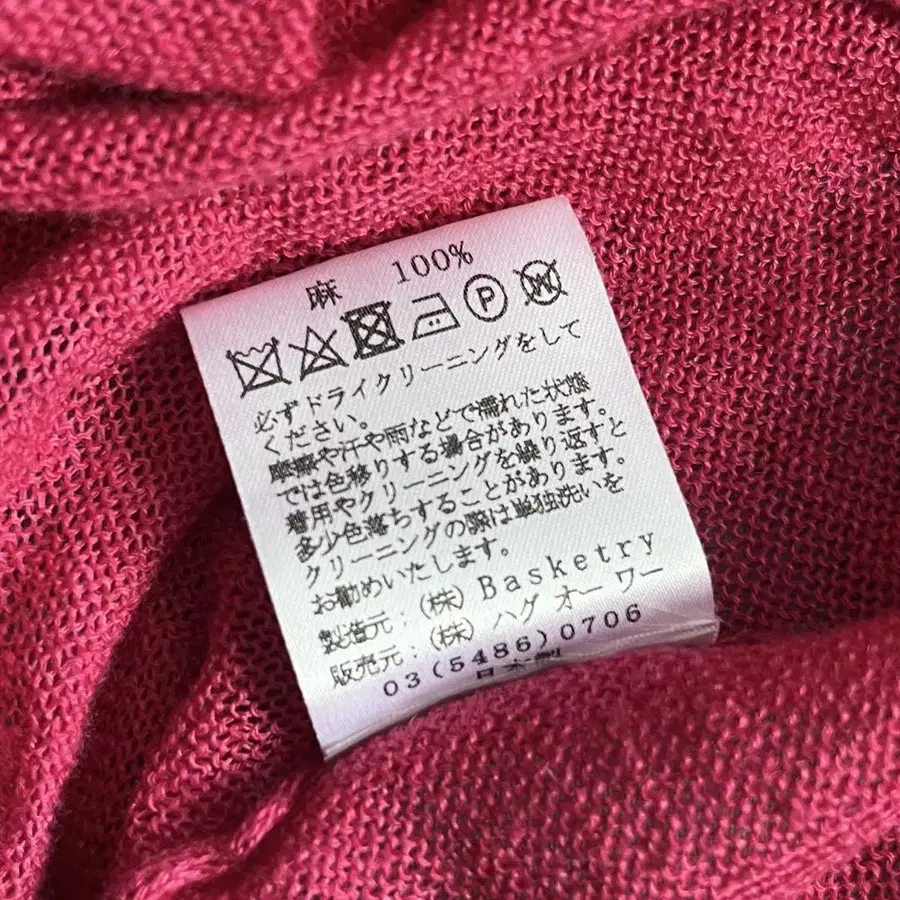 麻 100%
P W
必ずドライクリーニングをして
ください。
摩擦や汗や雨などで濡れた状態
では色移りする場合があります。
着用やクリーニングを繰り返すと
多少色落ちすることがあります。
クリーニングの際は単独洗いを
お勧めいたします。
製造元:(株)Basketry
販売元:(株)ハグ オー ワー
03(5486)0706
日本製